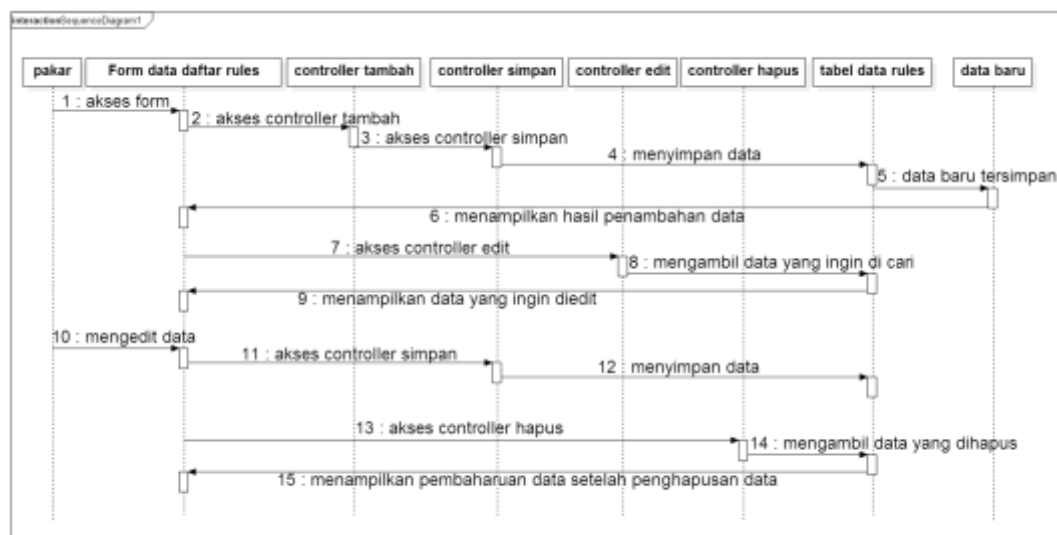 interactionSequenceDiagram1
pakar
Form data daftar rules
controller tambah
controller simpan
controller edit
controller hapus
tabel data rules
data baru
1 : akses form
2 : akses controller tambah
3 : akses controller simpan
4 : menyimpan data
5 : data baru tersimpan
6 : menampilkan hasil penambahan data
7 : akses controller edit
8 : mengambil data yang ingin di cari
9 : menampilkan data yang ingin diedit
10 : mengedit data
11 : akses controller simpan
12 : menyimpan data
13 : akses controller hapus
14 : mengambil data yang dihapus
15 : menampilkan pembaharuan data setelah penghapusan data